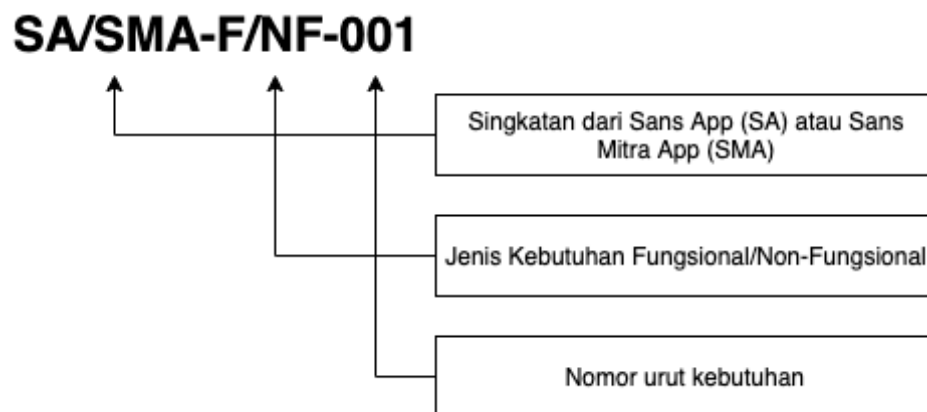 SA/SMA-F/NF-001
Singkatan dari Sans App (SA) atau Sans
Mitra App (SMA)
Jenis Kebutuhan Fungsional/Non-Fungsional
Nomor urut kebutuhan